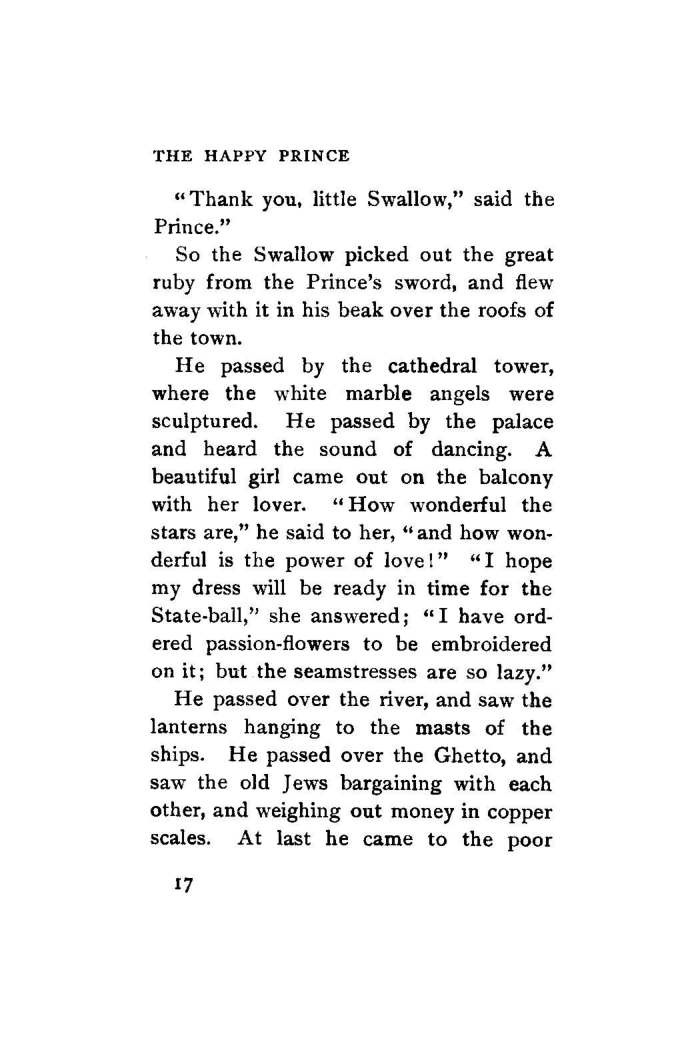 THE HAPPY PRINCE
“Thank you, little Swallow,” said the
Prince.”
So the Swallow picked out the great
ruby from the Prince’s sword, and flew
away with it in his beak over the roofs of
the town.
He passed by the cathedral tower,
where the white marble angels were
sculptured. He passed by the palace
and heard the sound of dancing. A
beautiful girl came out on the balcony
with her lover. “How wonderful the
stars are,” he said to her, “and how won-
derful is the power of love!” “I hope
my dress will be ready in time for the
State-ball,” she answered; “I have ord-
ered passion-flowers to be embroidered
on it; but the seamstresses are so lazy.”
He passed over the river, and saw the
lanterns hanging to the masts of the
ships. He passed over the Ghetto, and
saw the old Jews bargaining with each
other, and weighing out money in copper
scales. At last he came to the poor
17